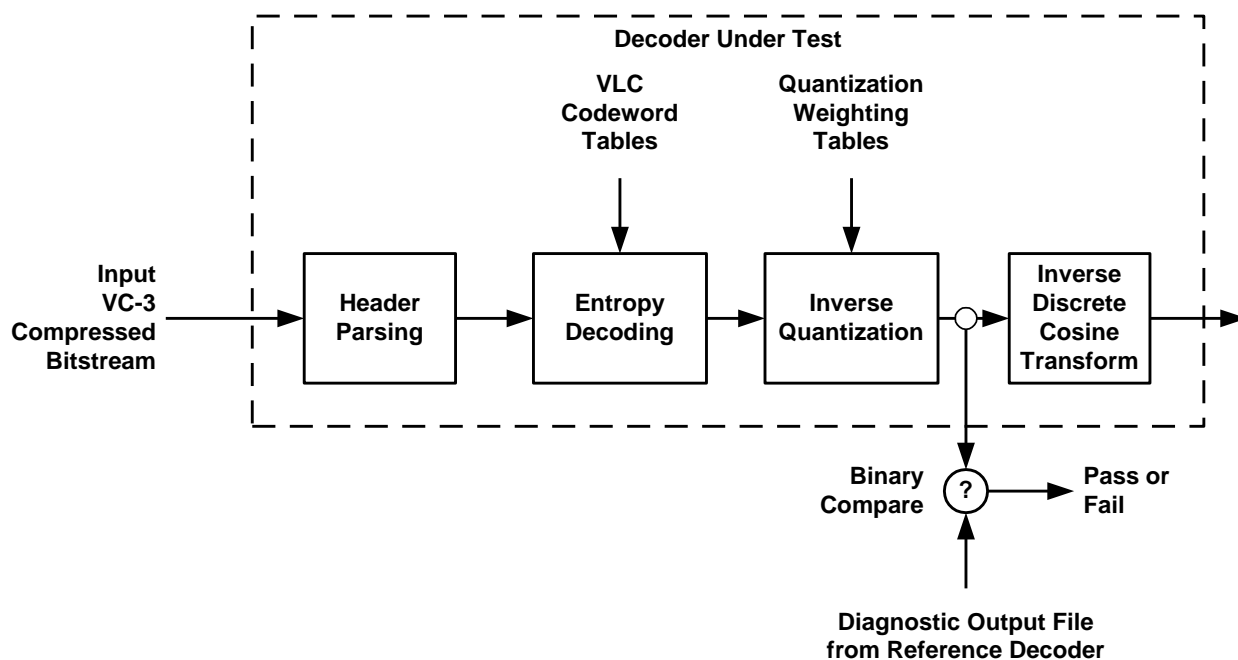 Decoder Under Test
VLC
Codeword
Tables
Quantization
Weighting
Tables
Input
VC-3
Compressed
Bitstream
Header
Parsing
Entropy
Decoding
Inverse
Quantization
Inverse
Discrete
Cosine
Transform
Binary
Compare
?
Pass or
Fail
Diagnostic Output File
from Reference Decoder